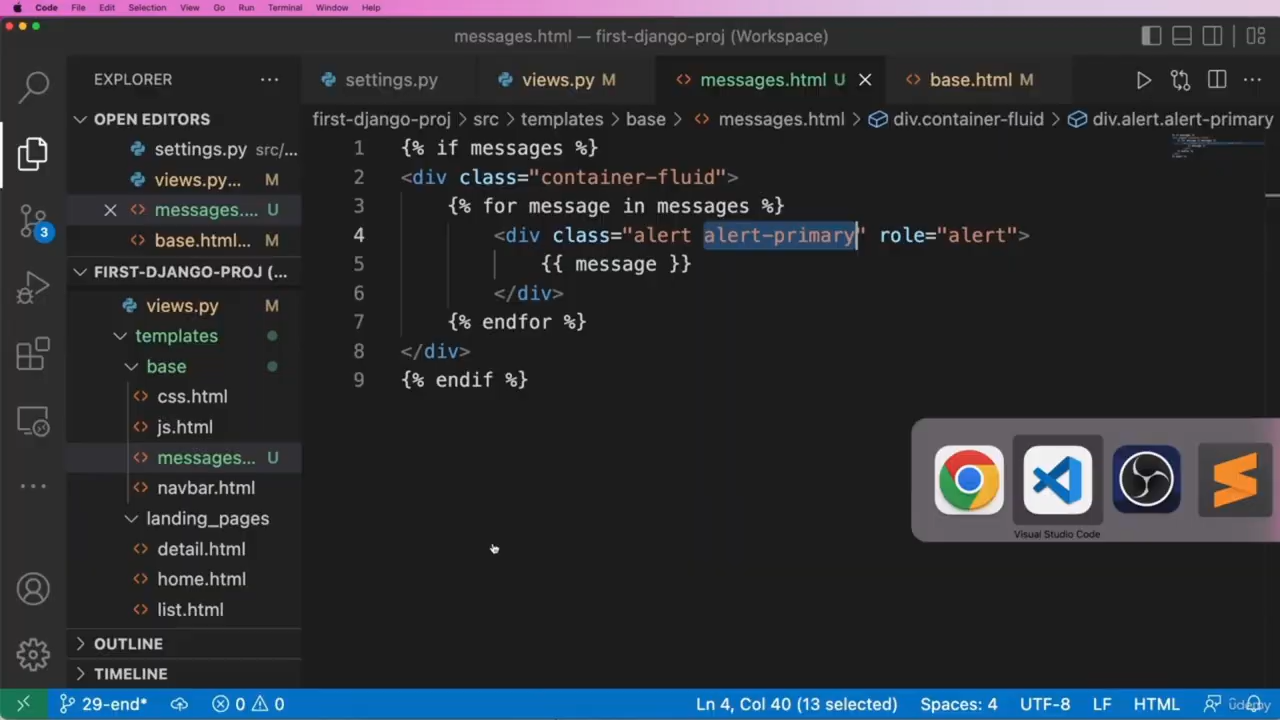 Code File Edit Selection View Go Run Terminal Window Help
messages.html — first-django-proj (Workspace)
EXPLORER
settings.py
views.py M
messages.html U
base.html M
first-django-proj > src > templates > base > messages.html > div.container-fluid > div.alert.alert-primary
OPEN EDITORS
settings.py src/...
views.py... M
messages.... U
base.html... M
FIRST-DJANGO-PROJ (...
views.py M
templates
base
css.html
js.html
messages... U
navbar.html
landing_pages
detail.html
home.html
list.html
OUTLINE
TIMELINE
3
1 {% if messages %}
2 <div class="container-fluid">
3 {% for message in messages %}
4 <div class="alert alert-primary" role="alert">
5 {{ message }}
6 </div>
7 {% endfor %}
8 </div>
9 {% endif %}
Visual Studio Code
29-end* 0 0 Ln 4, Col 40 (13 selected) Spaces: 4 UTF-8 LF HTML
udemy